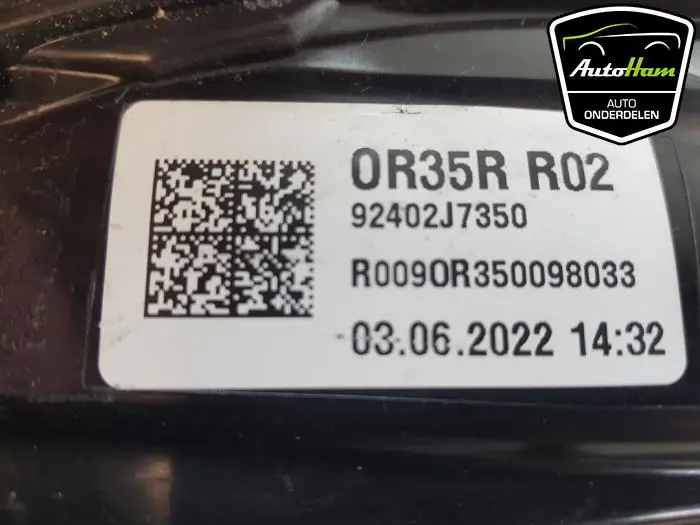 AutoHam
AUTO
ONDERDELEN
0R35R R02
92402J7350
R0090R350098033
03.06.2022 14:32